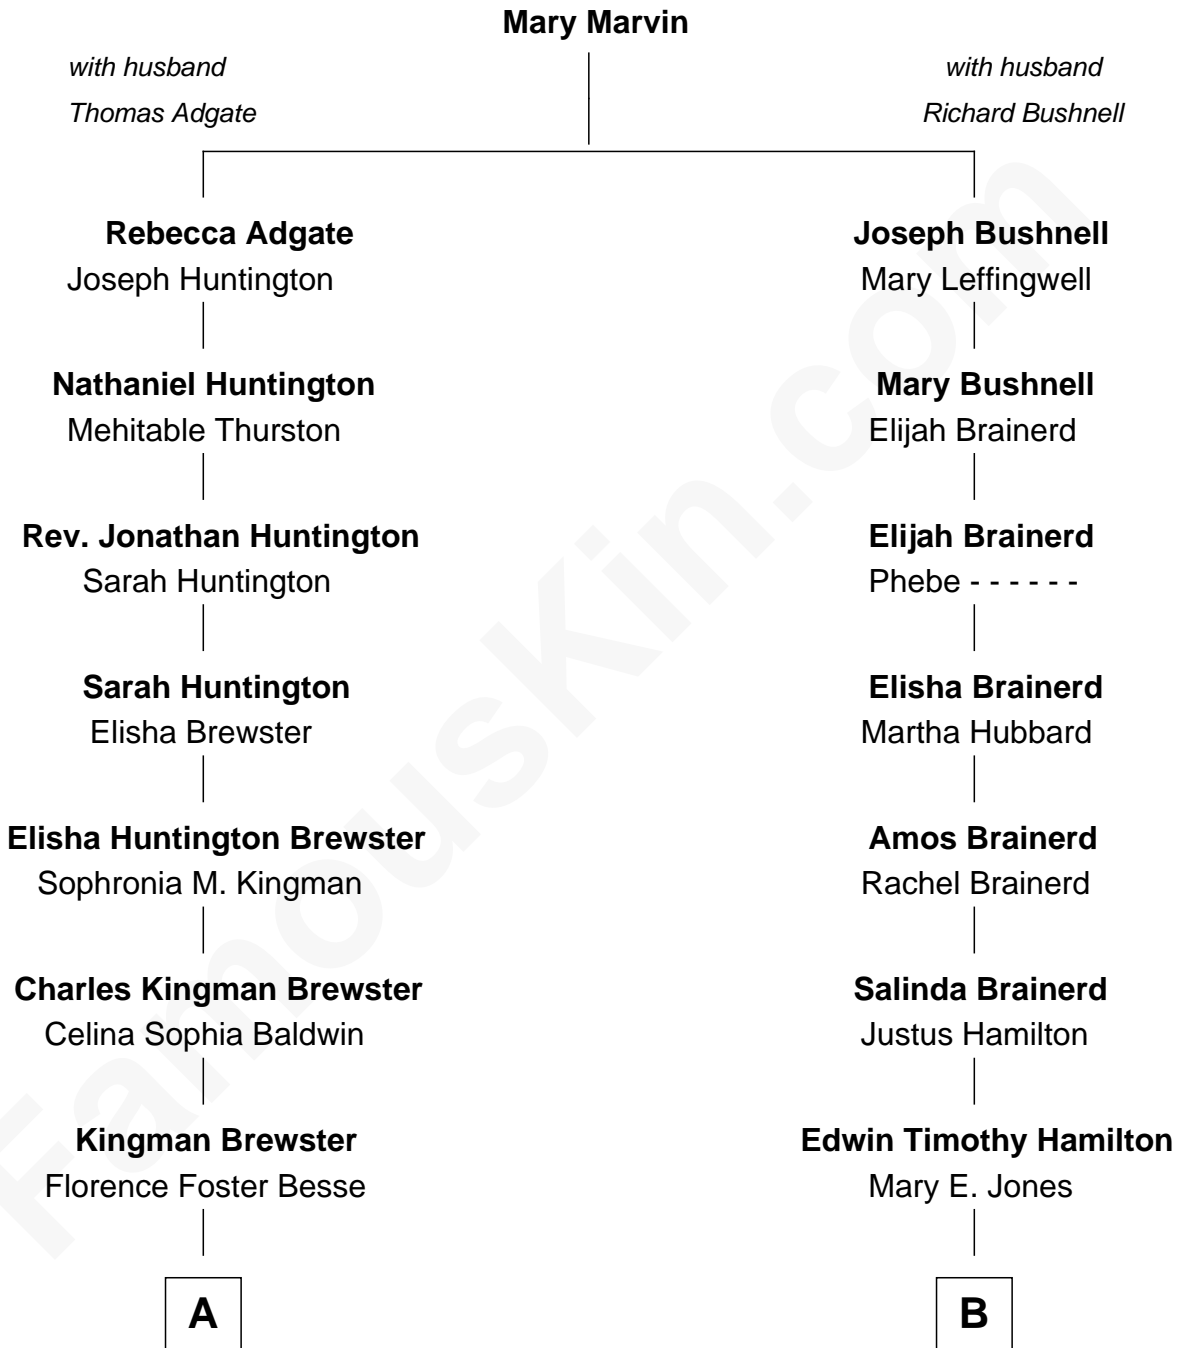 Mary Marvin
with husband
Thomas Adgate
with husband
Richard Bushnell
Rebecca Adgate
Joseph Huntington
Joseph Bushnell
Mary Leffingwell
Nathaniel Huntington
Mehitable Thurston
Mary Bushnell
Elijah Brainerd
Rev. Jonathan Huntington
Sarah Huntington
Elijah Brainerd
Phebe - - - - - -
Sarah Huntington
Elisha Brewster
Elisha Brainerd
Martha Hubbard
Elisha Huntington Brewster
Sophronia M. Kingman
Amos Brainerd
Rachel Brainerd
Charles Kingman Brewster
Celina Sophia Baldwin
Salinda Brainerd
Justus Hamilton
Kingman Brewster
Florence Foster Besse
Edwin Timothy Hamilton
Mary E. Jones
A
B
FamousKin.com